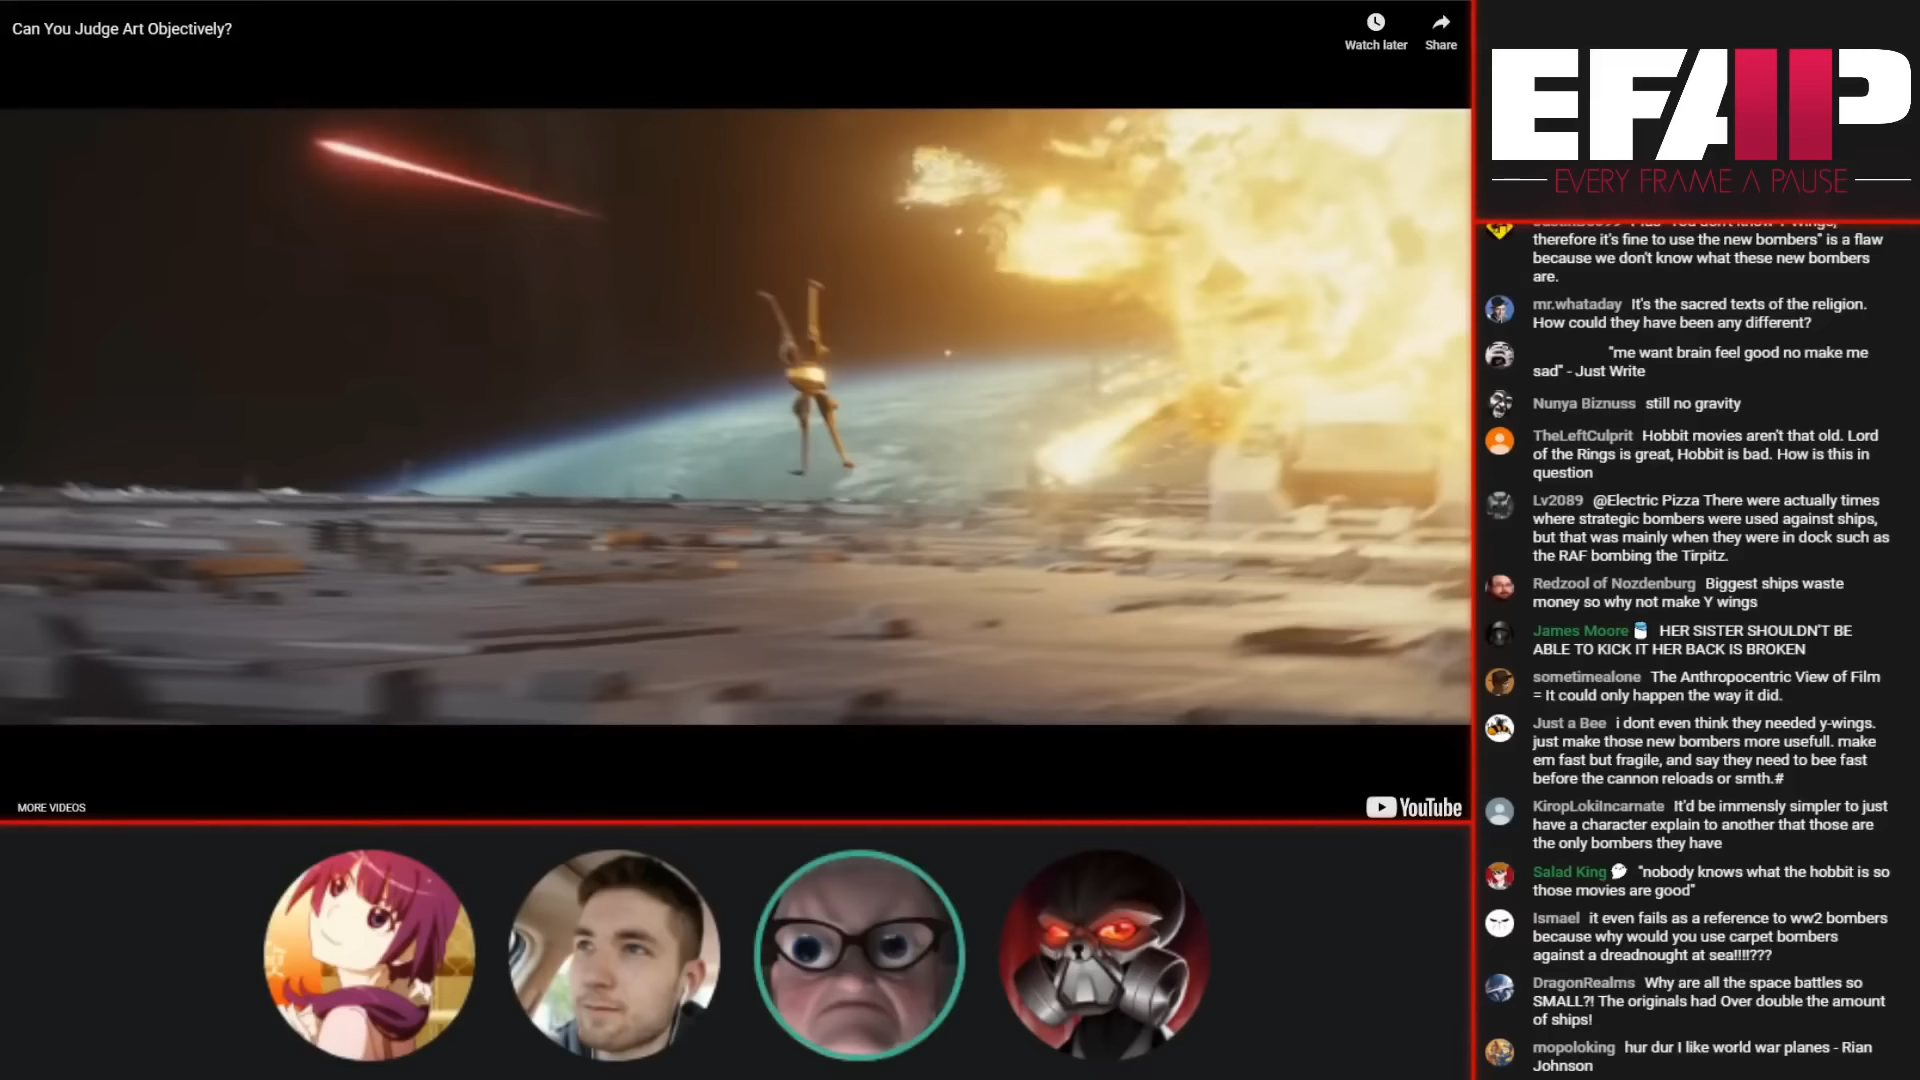 Can You Judge Art Objectively?
Watch later
Share
MORE VIDEOS
YouTube
EFAP
EVERY FRAME A PAUSE
therefore it's fine to use the new bombers" is a flaw
because we don't know what these new bombers
are.
mr.whataday It's the sacred texts of the religion.
How could they have been any different?
"me want brain feel good no make me
sad" - Just Write
Nunya Biznuss still no gravity
TheLeftCulprit Hobbit movies aren't that old. Lord
of the Rings is great, Hobbit is bad. How is this in
question
Lv2089 @Electric Pizza There were actually times
where strategic bombers were used against ships,
but that was mainly when they were in dock such as
the RAF bombing the Tirpitz.
Redzool of Nozdenburg Biggest ships waste
money so why not make Y wings
James Moore HER SISTER SHOULDN'T BE
ABLE TO KICK IT HER BACK IS BROKEN
sometimealone The Anthropocentric View of Film
= It could only happen the way it did.
Just a Bee i dont even think they needed y-wings.
just make those new bombers more usefull. make
em fast but fragile, and say they need to bee fast
before the cannon reloads or smth.#
KiropLokiIncarnate It'd be immensly simpler to just
have a character explain to another that those are
the only bombers they have
Salad King "nobody knows what the hobbit is so
those movies are good"
Ismael it even fails as a reference to ww2 bombers
because why would you use carpet bombers
against a dreadnought at sea!!!!???
DragonRealms Why are all the space battles so
SMALL?! The originals had Over double the amount
of ships!
mopoloking hur dur I like world war planes - Rian
Johnson